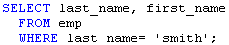 SELECT last_name, first_name
FROM emp
WHERE last name= 'smith';